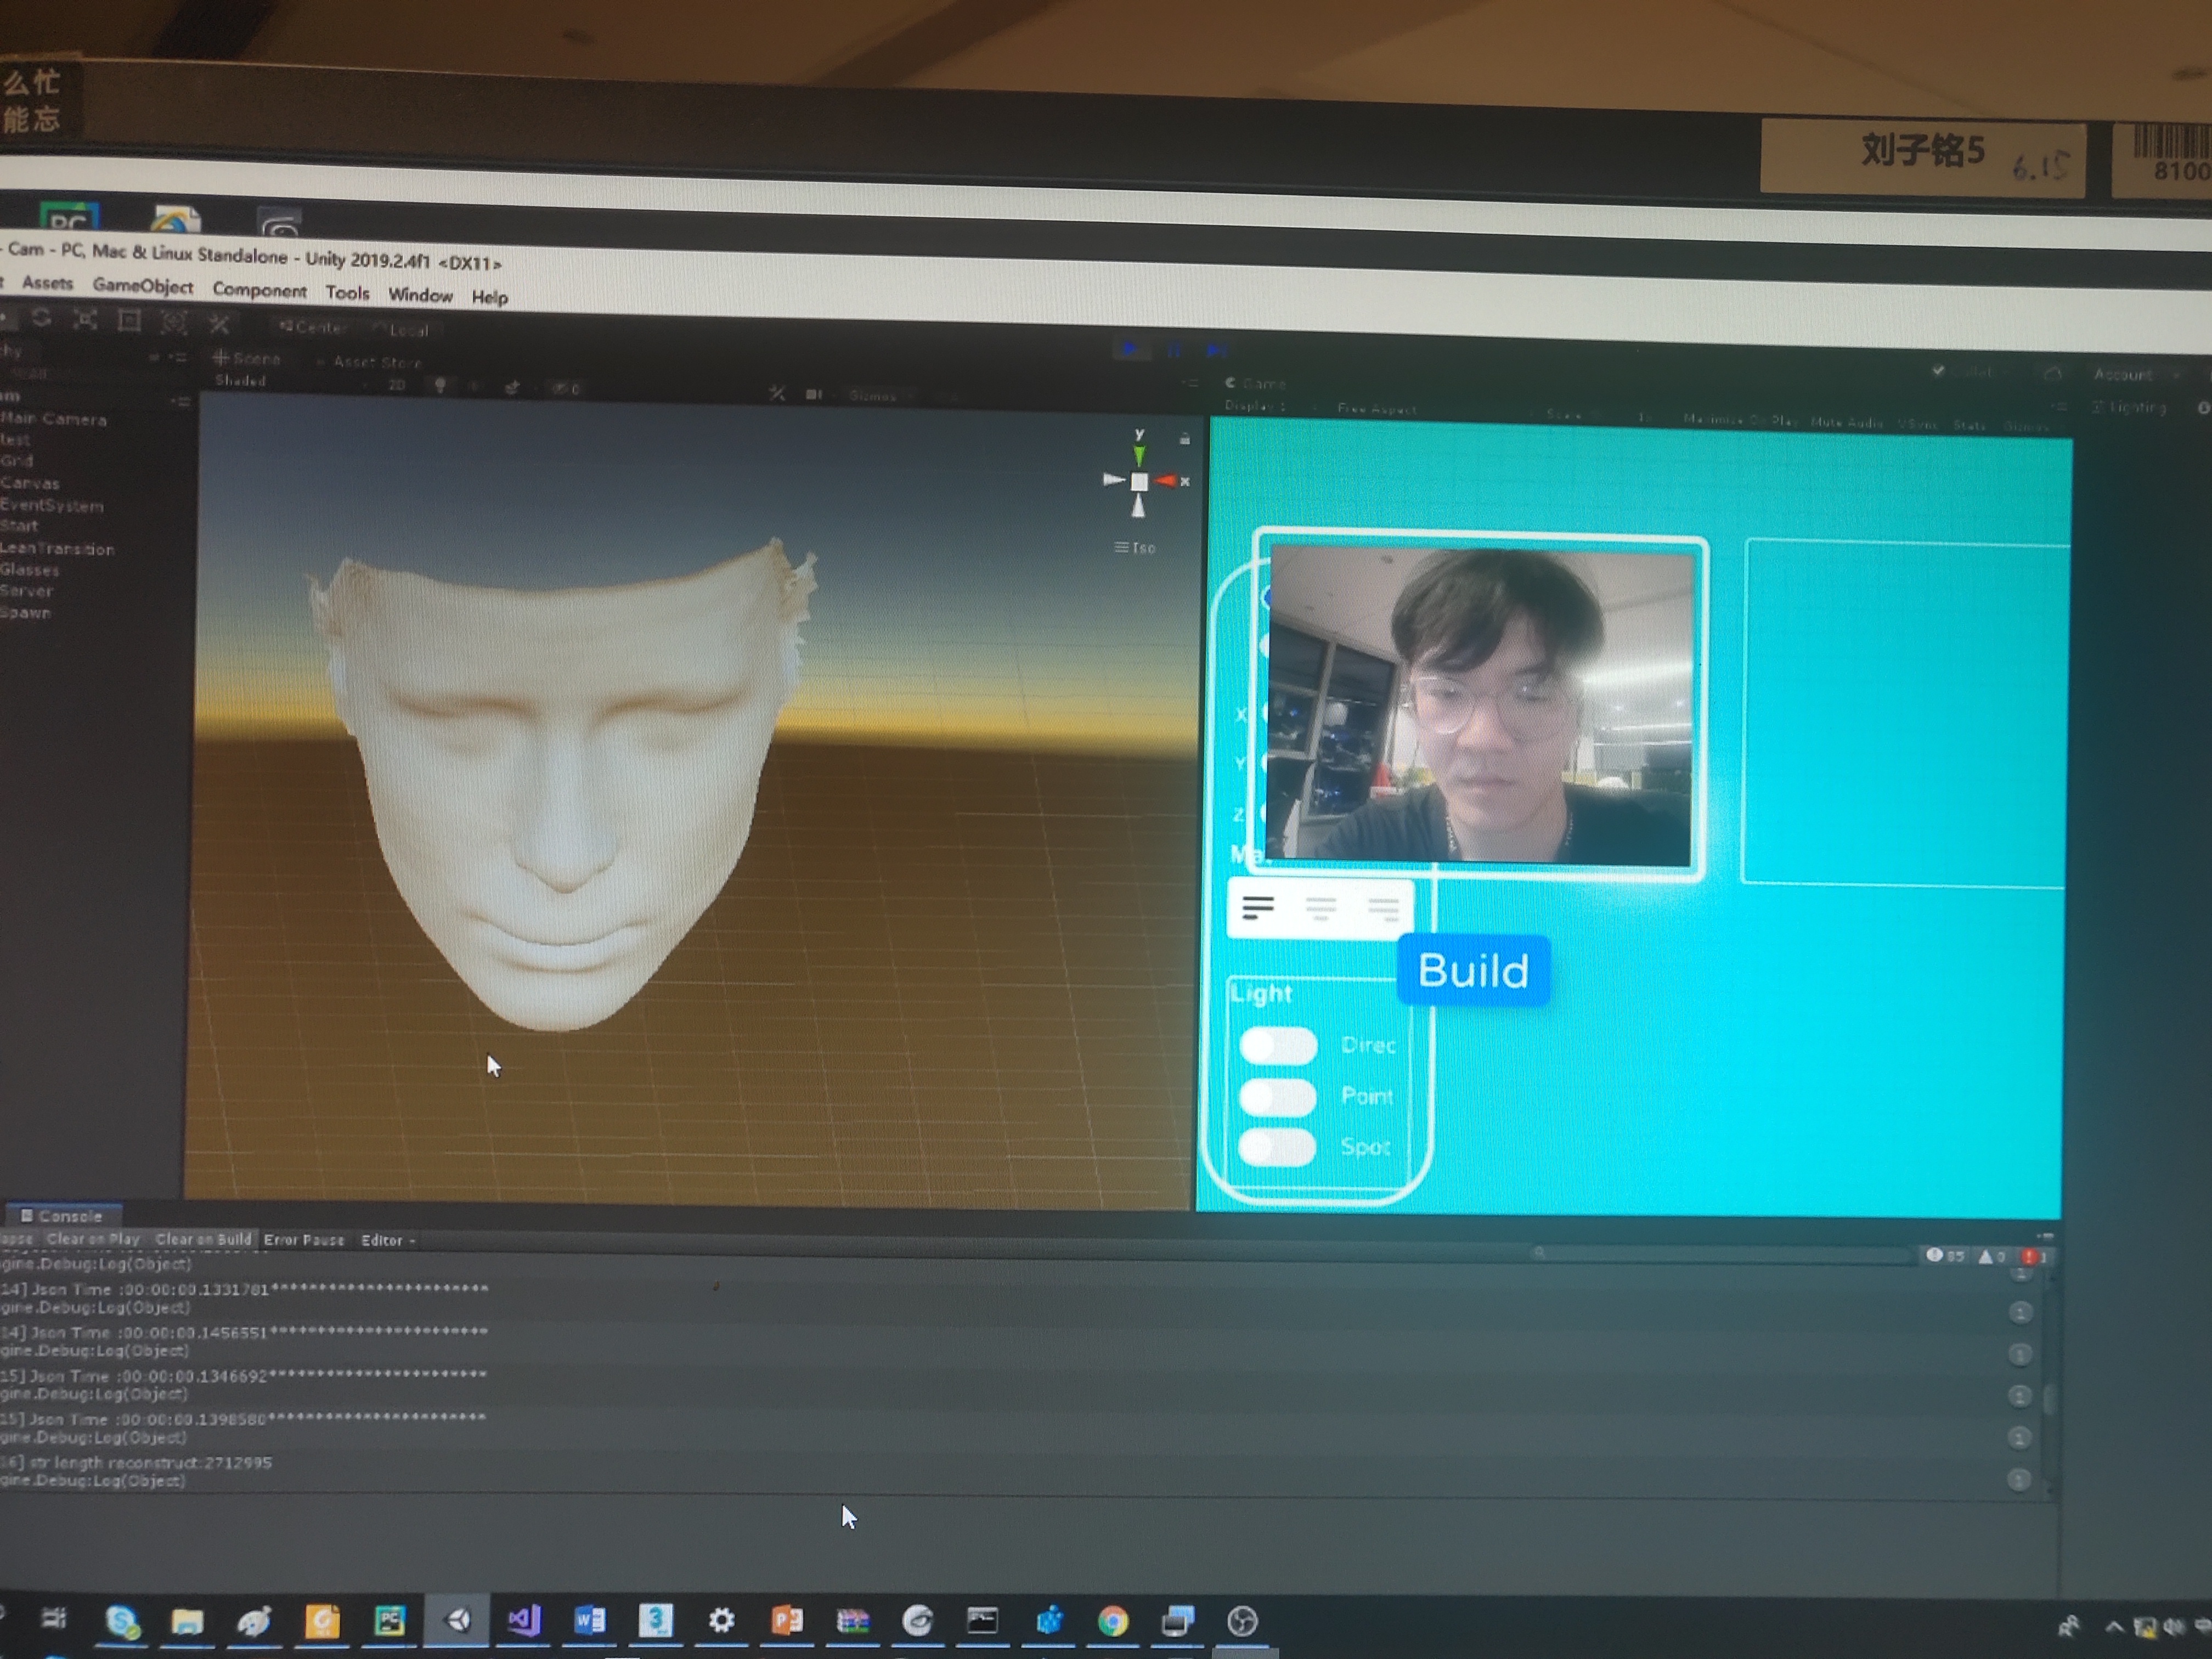 么忙
能忘
刘子铭5
6.15
8100
PC
- Cam - PC, Mac & Linux Standalone - Unity 2019.2.4f1 <DX11>
Assets GameObject Component Tools Window Help
Center Local
Scene Asset Store
Shaded 2D 0 Gizmos
Game
Account
Display 1 Free Aspect Scale 1x Maximize On Play Mute Audio VSync Stats Gizmos
Lighting
Main Camera
test
Grid
Canvas
EventSystem
Start
LeanTransition
Glasses
Server
Spawn
y
x
Iso
X
Y
Z
Build
Light
Direc
Point
Spot
Console
Clear on Play Clear on Build Error Pause Editor
85 0 1
gine.Debug:Log(Object)
14] Json Time :00:00:00.1331781************************
gine.Debug:Log(Object)
14] Json Time :00:00:00.1456551************************
gine.Debug:Log(Object)
15] Json Time :00:00:00.1346692************************
gine.Debug:Log(Object)
15] Json Time :00:00:00.1398580************************
gine.Debug:Log(Object)
16] str length reconstruct:2712995
gine.Debug:Log(Object)